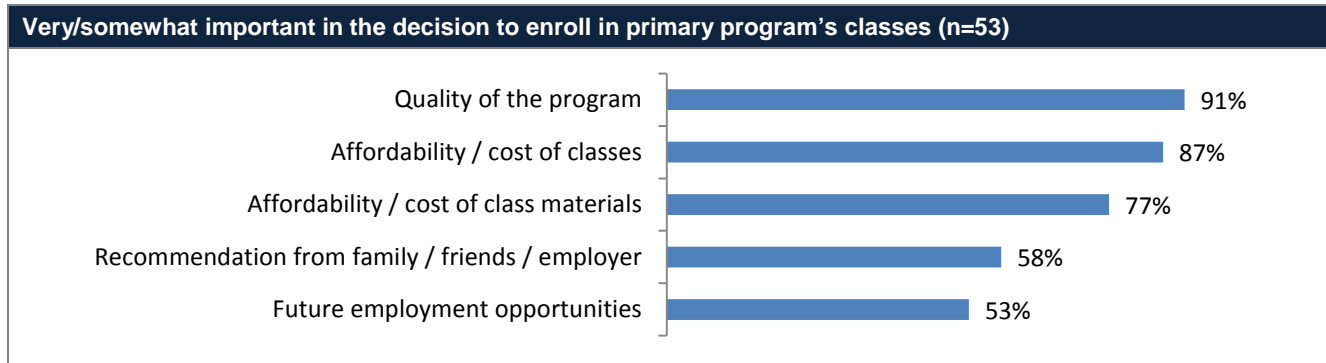 Very/somewhat important in the decision to enroll in primary program’s classes (n=53)
Quality of the program 91%
Affordability / cost of classes 87%
Affordability / cost of class materials 77%
Recommendation from family / friends / employer 58%
Future employment opportunities 53%